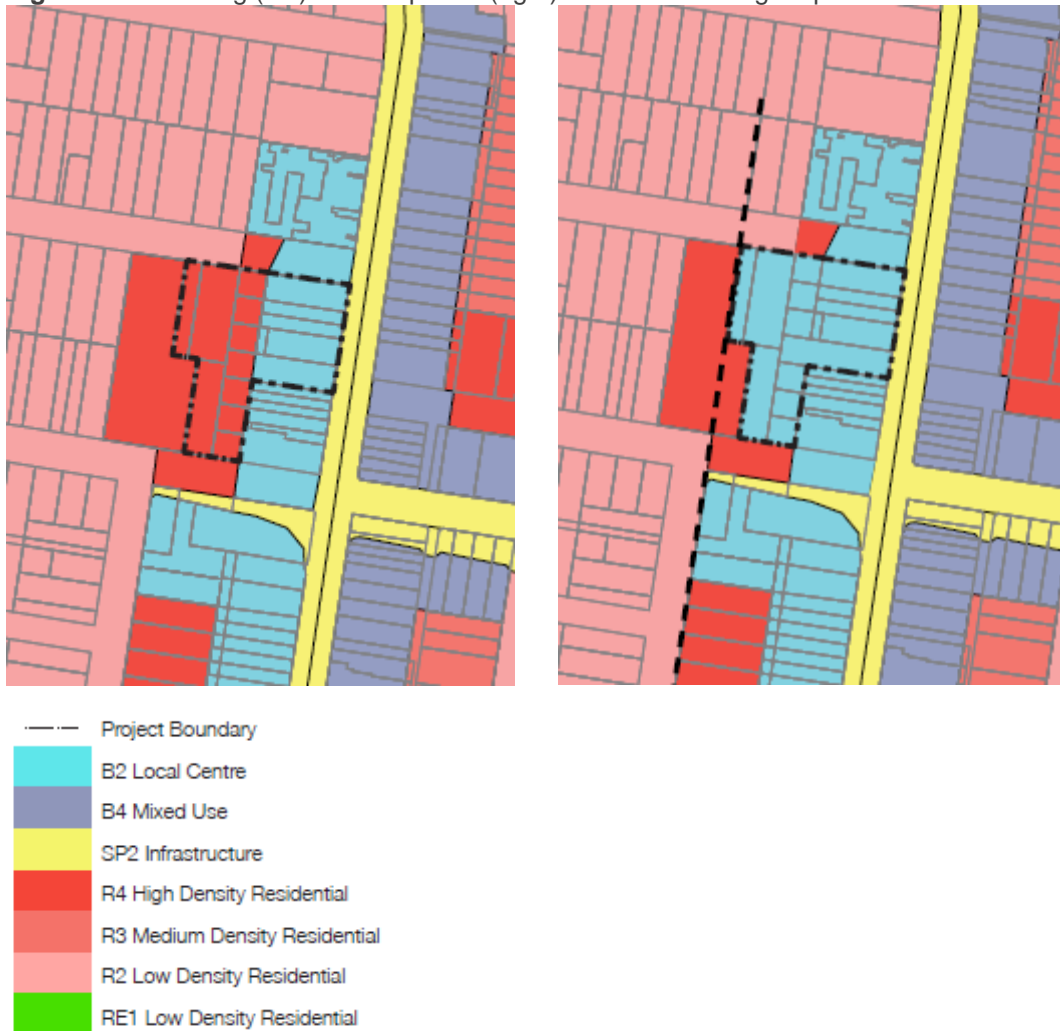 Project Boundary
B2 Local Centre
B4 Mixed Use
SP2 Infrastructure
R4 High Density Residential
R3 Medium Density Residential
R2 Low Density Residential
RE1 Low Density Residential